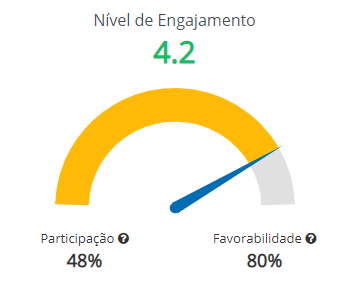 Nível de Engajamento
4.2
Participação ? Favorabilidade ?
48% 80%